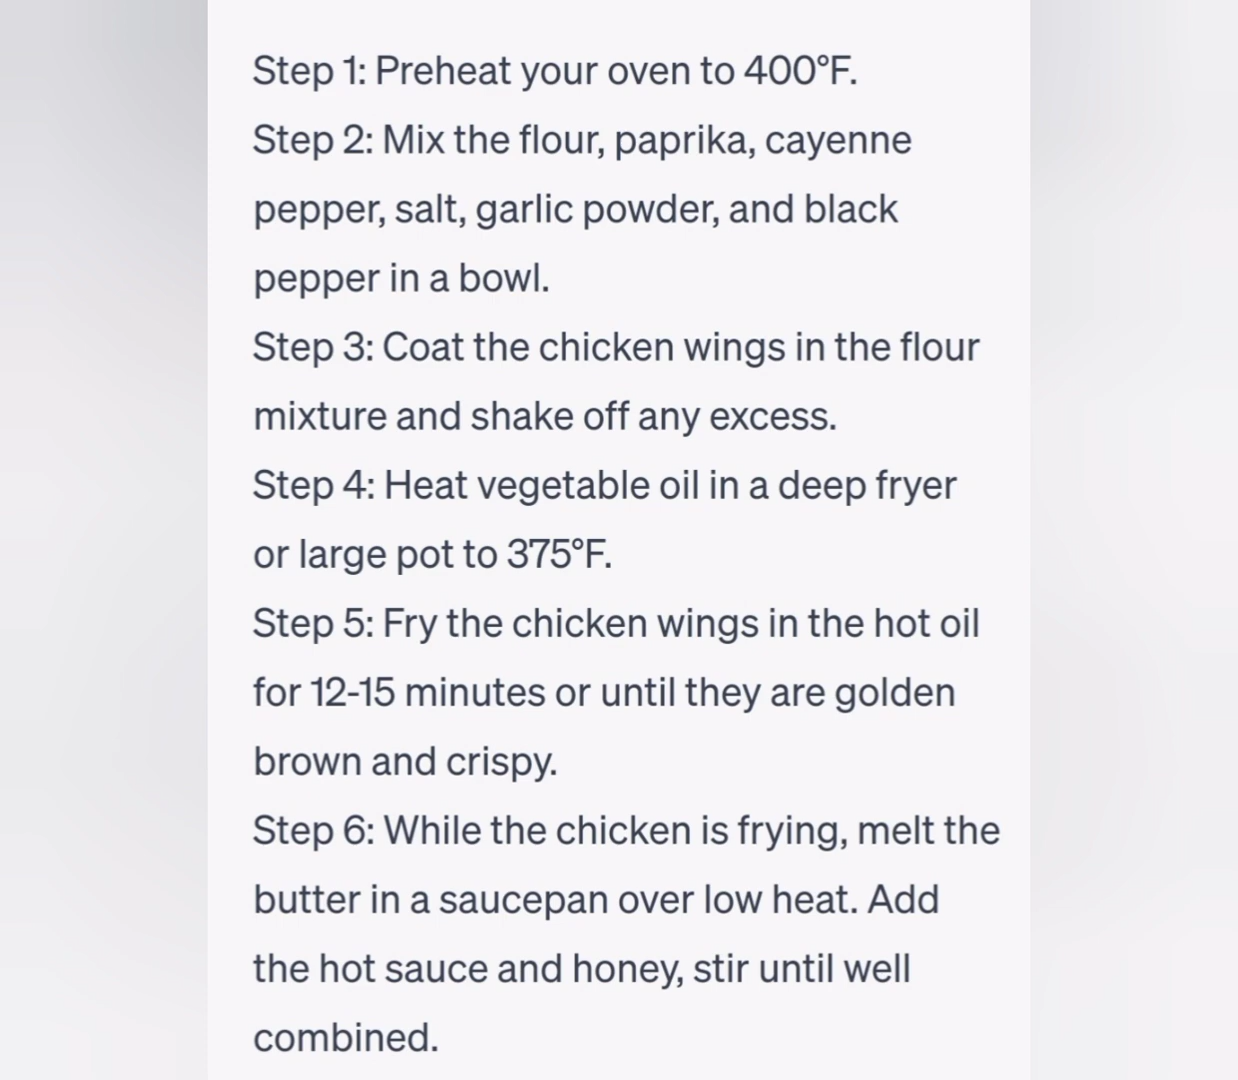 Step 1: Preheat your oven to 400°F.
Step 2: Mix the flour, paprika, cayenne
pepper, salt, garlic powder, and black
pepper in a bowl.
Step 3: Coat the chicken wings in the flour
mixture and shake off any excess.
Step 4: Heat vegetable oil in a deep fryer
or large pot to 375°F.
Step 5: Fry the chicken wings in the hot oil
for 12-15 minutes or until they are golden
brown and crispy.
Step 6: While the chicken is frying, melt the
butter in a saucepan over low heat. Add
the hot sauce and honey, stir until well
combined.